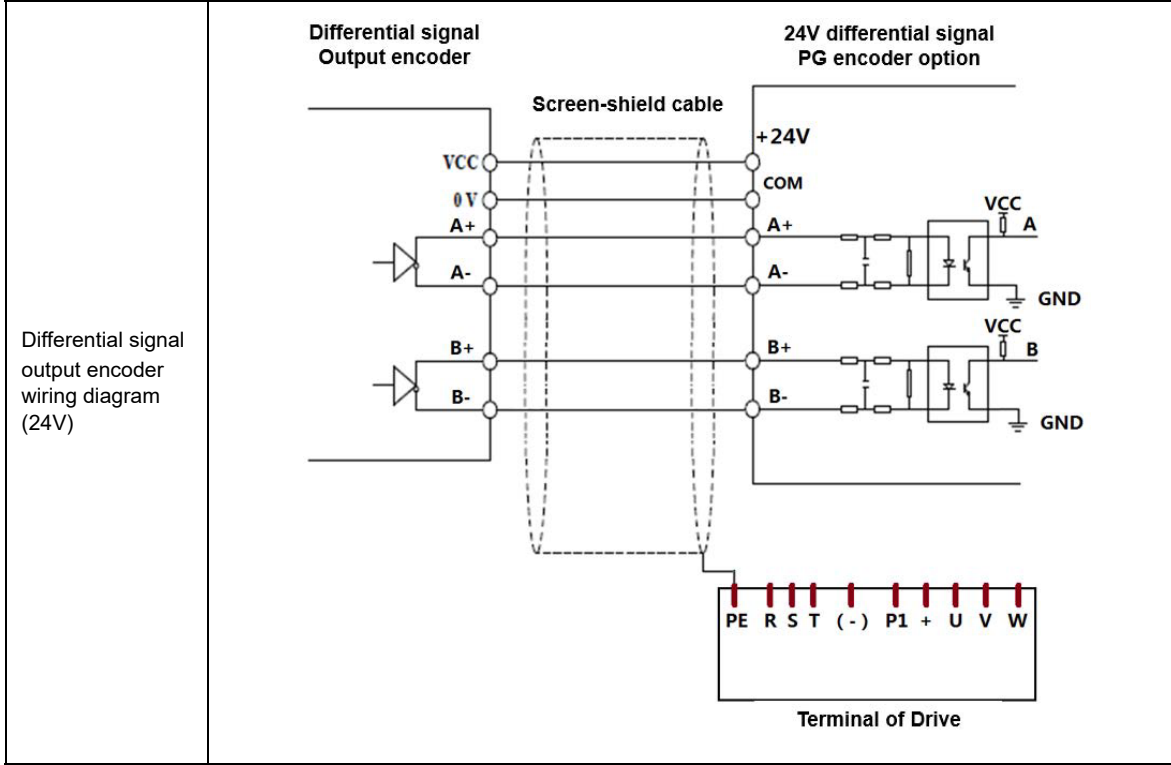 Differential signal
output encoder
wiring diagram
(24V)
Differential signal
Output encoder
24V differential signal
PG encoder option
Screen-shield cable
VCC
0 V
A+
A-
B+
B-
+24V
COM
A+
A-
B+
B-
VCC
A
GND
VCC
B
GND
PE R S T (-) P1 + U V W
Terminal of Drive